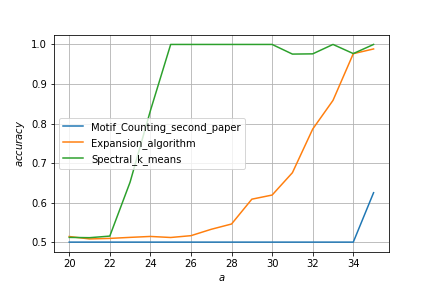 1.0
0.9
0.8
0.7
0.6
0.5
accuracy
Motif_Counting_second_paper
Expansion_algorithm
Spectral_k_means
20 22 24 26 28 30 32 34
a